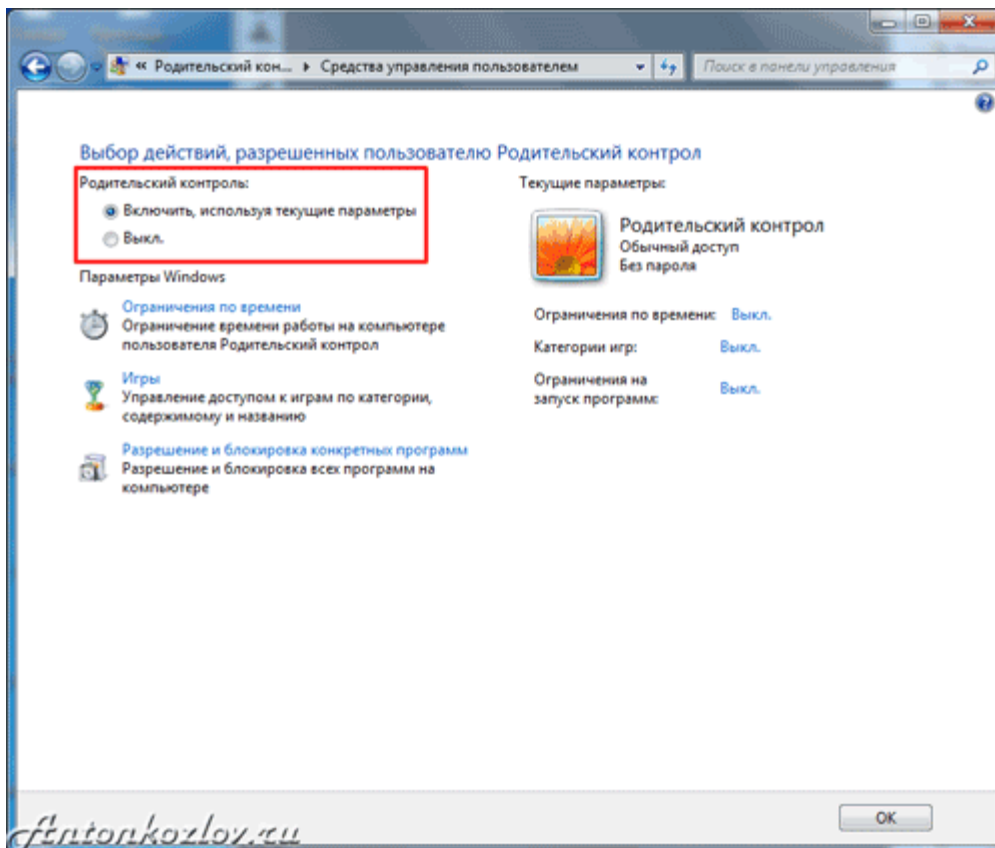 « Родительский кон... ▸ Средства управления пользователем
Поиск в панели управления
Выбор действий, разрешенных пользователю Родительский контрол
Родительский контроль:
Включить, используя текущие параметры
Выкл.
Параметры Windows
Ограничения по времени
Ограничение времени работы на компьютере
пользователя Родительский контрол
Игры
Управление доступом к играм по категории,
содержимому и названию
Разрешение и блокировка конкретных программ
Разрешение и блокировка всех программ на
компьютере
Текущие параметры:
Родительский контрол
Обычный доступ
Без пароля
Ограничения по времени: Выкл.
Категории игр: Выкл.
Ограничения на
запуск программ: Выкл.
OK
Antonkozlov.ru